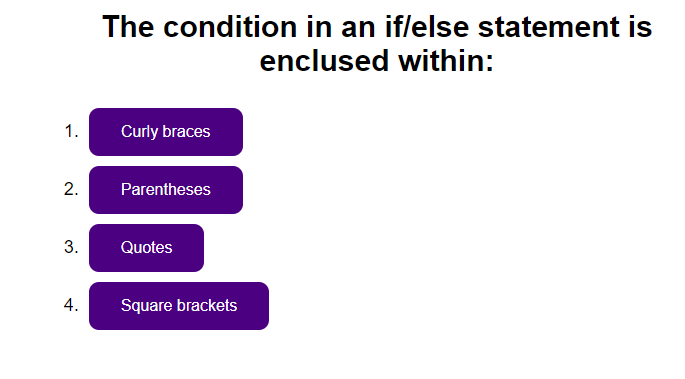 The condition in an if/else statement is
enclused within:
1. Curly braces
2. Parentheses
3. Quotes
4. Square brackets